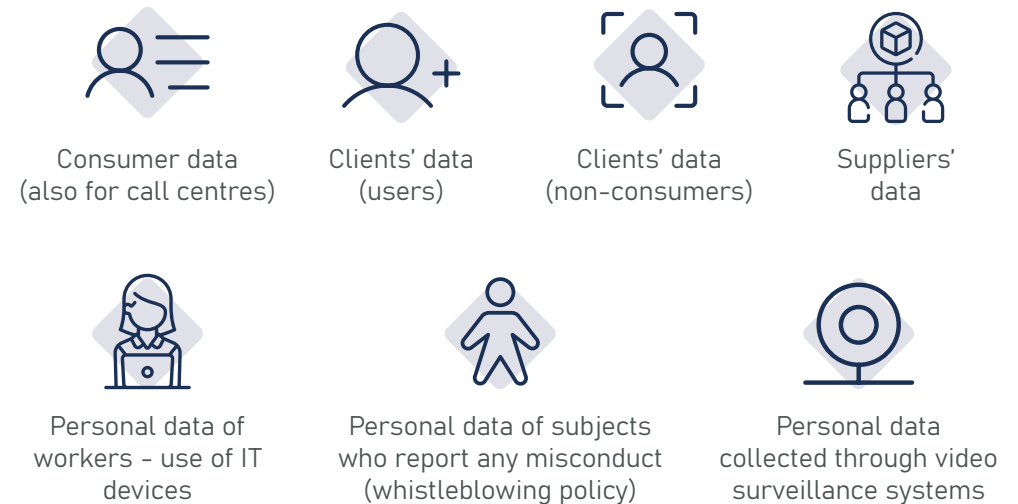 Consumer data
(also for call centres)
Clients’ data
(users)
Clients’ data
(non-consumers)
Suppliers’
data
Personal data of
workers - use of IT
devices
Personal data of subjects
who report any misconduct
(whistleblowing policy)
Personal data
collected through video
surveillance systems